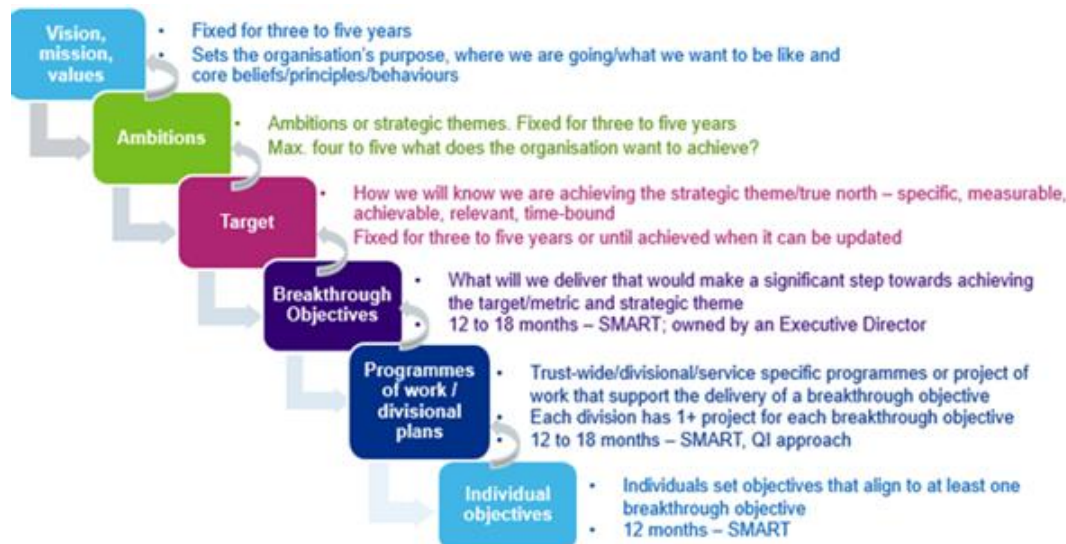 Vision,
mission,
values
• Fixed for three to five years
• Sets the organisation's purpose, where we are going/what we want to be like and
core beliefs/principles/behaviours
Ambitions
• Ambitions or strategic themes. Fixed for three to five years
• Max. four to five what does the organisation want to achieve?
Target
• How we will know we are achieving the strategic theme/true north – specific, measurable,
achievable, relevant, time-bound
• Fixed for three to five years or until achieved when it can be updated
Breakthrough
Objectives
• What will we deliver that would make a significant step towards achieving
the target/metric and strategic theme
• 12 to 18 months – SMART; owned by an Executive Director
Programmes
of work /
divisional
plans
• Trust-wide/divisional/service specific programmes or project of
work that support the delivery of a breakthrough objective
• Each division has 1+ project for each breakthrough objective
• 12 to 18 months – SMART, QI approach
Individual
objectives
• Individuals set objectives that align to at least one
breakthrough objective
• 12 months – SMART